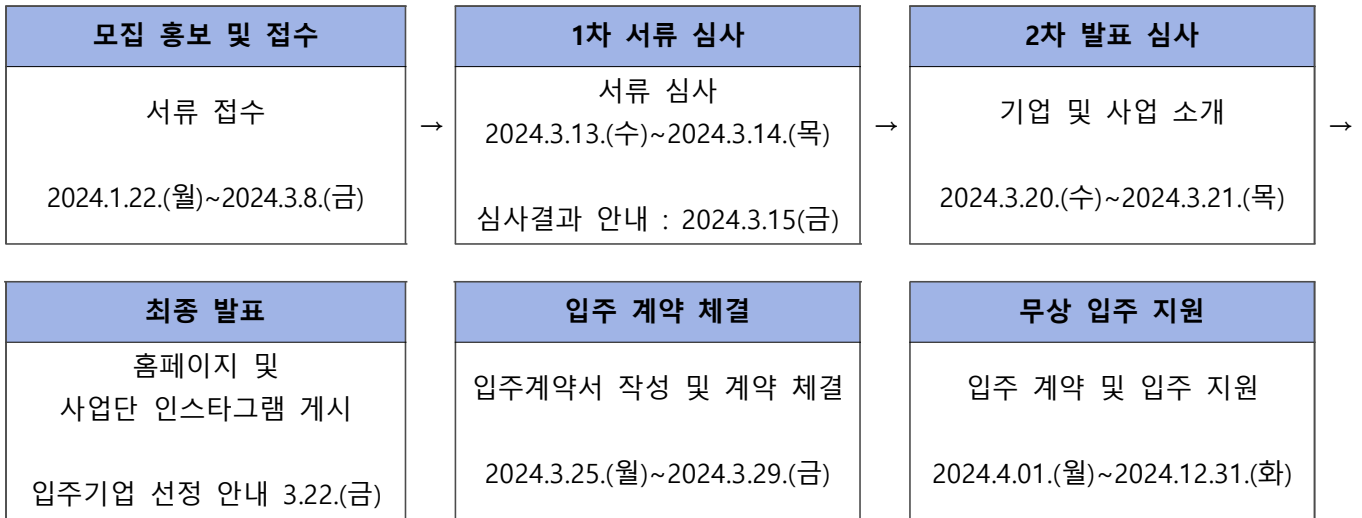 모집 홍보 및 접수
서류 접수
2024.1.22.(월)~2024.3.8.(금)
→
1차 서류 심사
서류 심사
2024.3.13.(수)~2024.3.14.(목)
심사결과 안내 : 2024.3.15(금)
→
2차 발표 심사
기업 및 사업 소개
2024.3.20.(수)~2024.3.21.(목)
→
최종 발표
홈페이지 및
사업단 인스타그램 게시
입주기업 선정 안내 3.22.(금)
입주 계약 체결
입주계약서 작성 및 계약 체결
2024.3.25.(월)~2024.3.29.(금)
무상 입주 지원
입주 계약 및 입주 지원
2024.4.01.(월)~2024.12.31.(화)